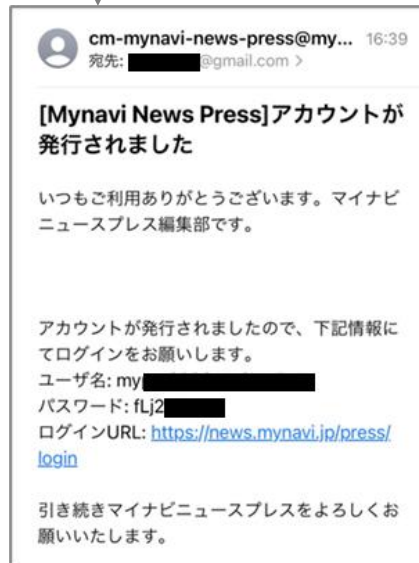 cm-mynavi-news-press@my... 16:39
宛先: @gmail.com >
[Mynavi News Press]アカウントが
発行されました
いつもご利用ありがとうございます。マイナビ
ニュースプレス編集部です。
アカウントが発行されましたので、下記情報に
てログインをお願いします。
ユーザ名: my
パスワード: fLj2
ログインURL: https://news.mynavi.jp/press/
login
引き続きマイナビニュースプレスをよろしくお
願いいたします。